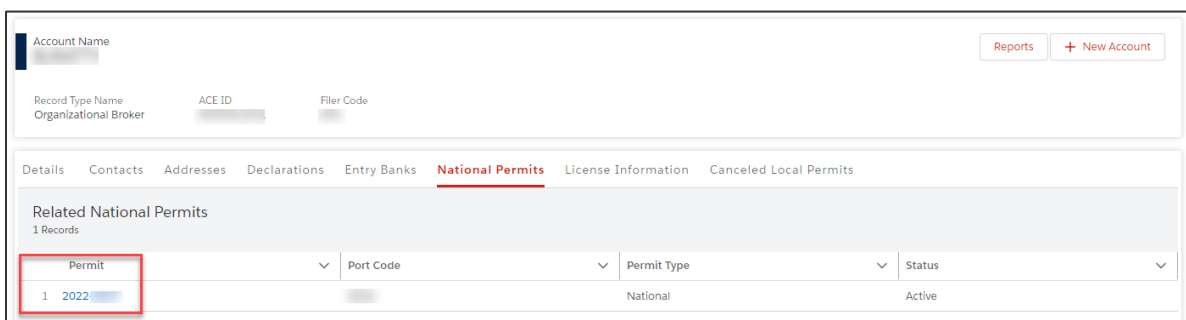 Account Name
Reports
+ New Account
Record Type Name ACE ID Filer Code
Organizational Broker
Details Contacts Addresses Declarations Entry Banks National Permits License Information Canceled Local Permits
Related National Permits
1 Records
Permit Port Code Permit Type Status
1 2022- National Active